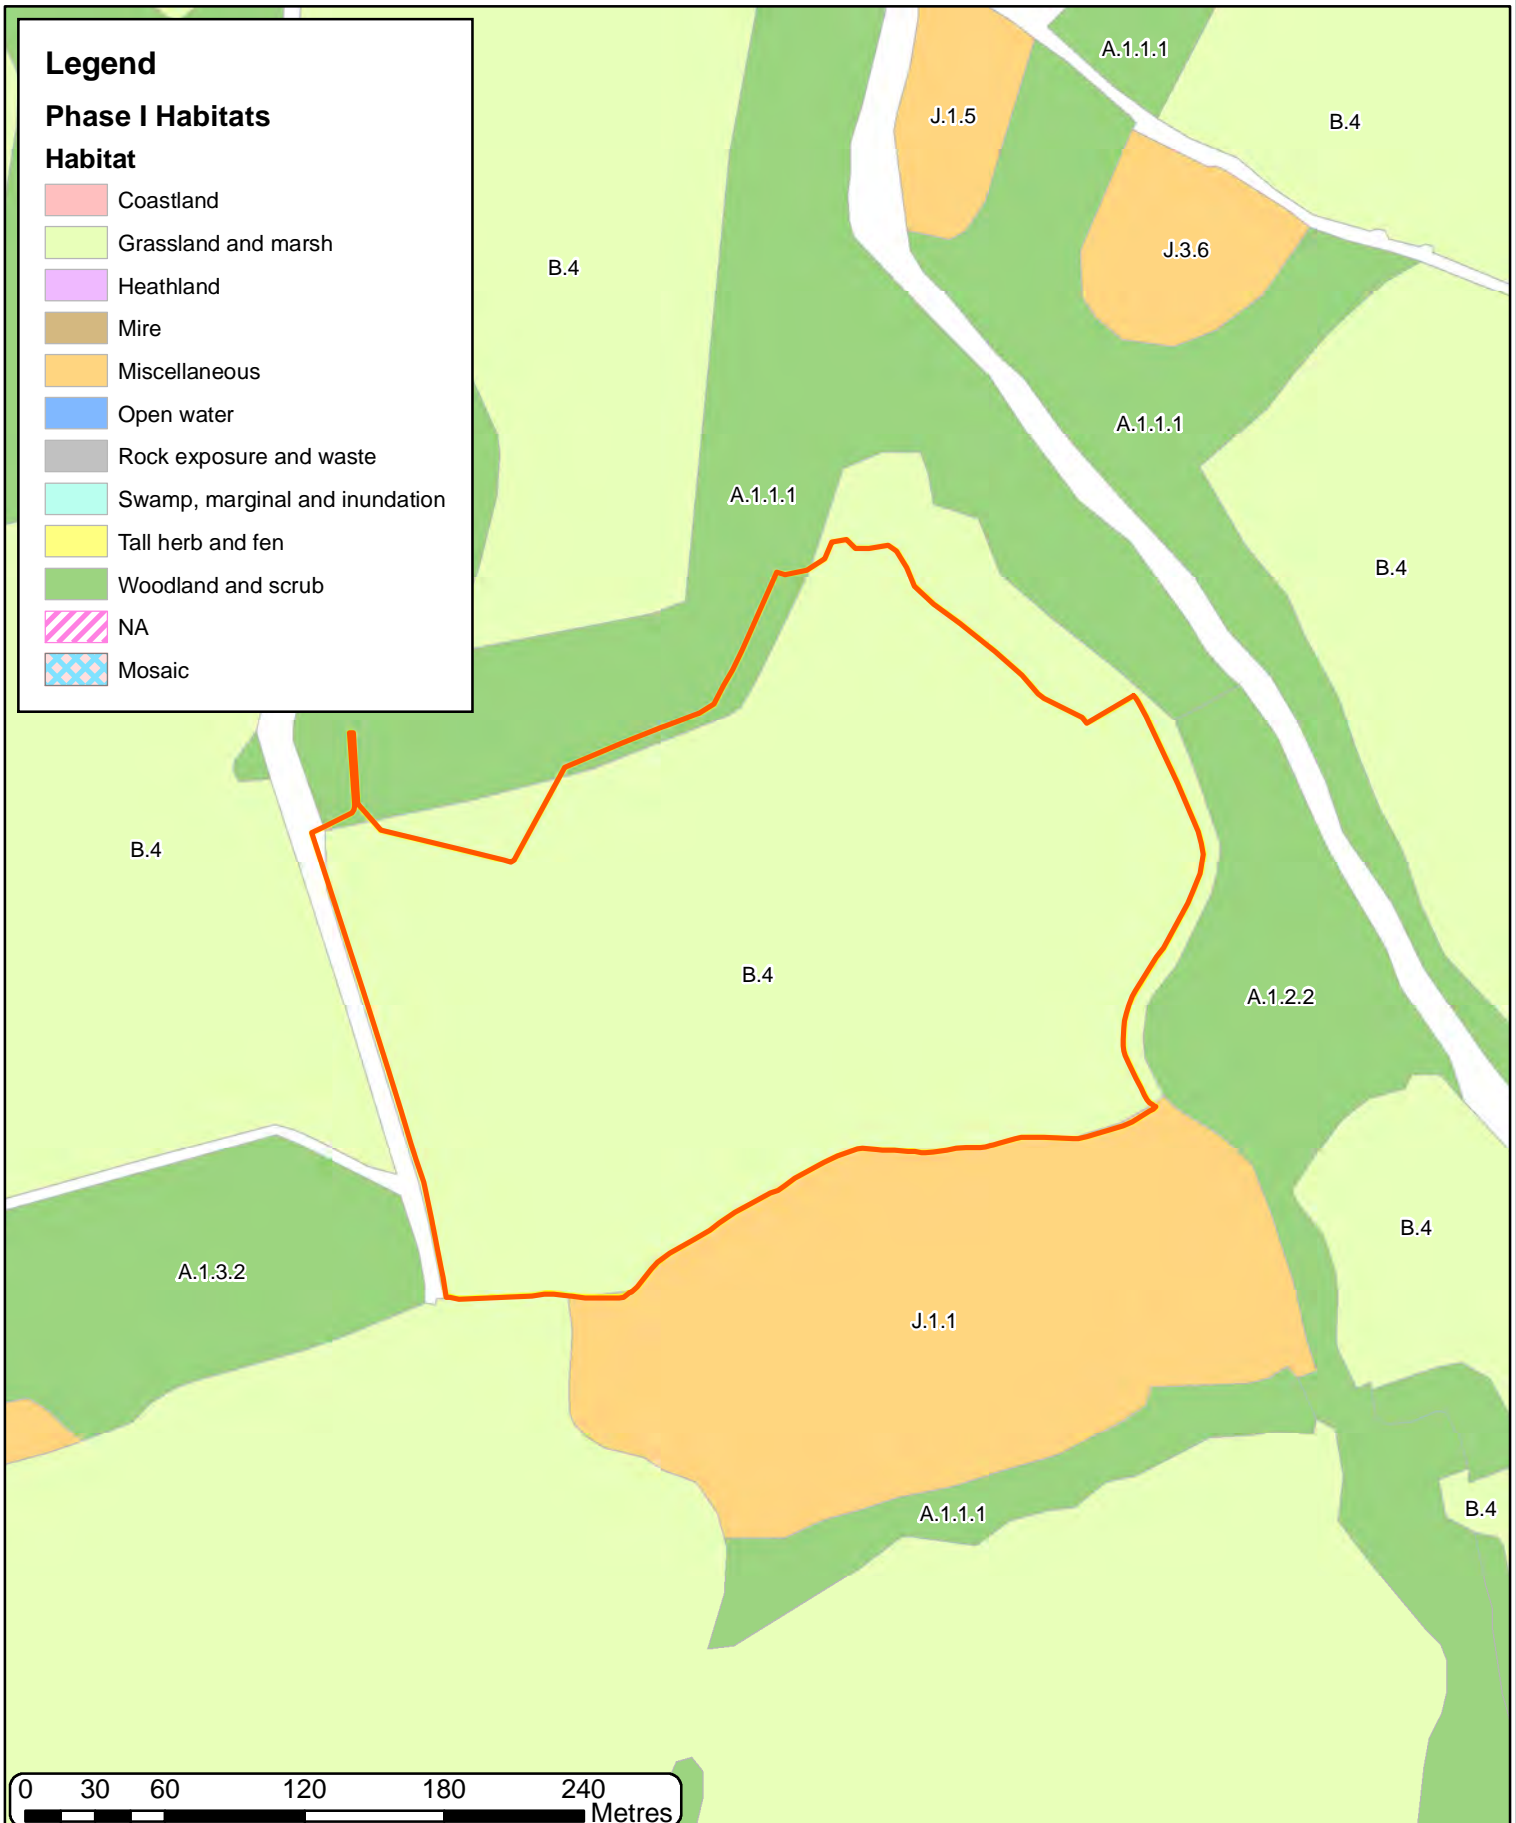 Legend
Phase I Habitats
Habitat
Coastland
Grassland and marsh
Heathland
Mire
Miscellaneous
Open water
Rock exposure and waste
Swamp, marginal and inundation
Tall herb and fen
Woodland and scrub
NA
Mosaic
A.1.1.1
J.1.5
B.4
J.3.6
B.4
A.1.1.1
A.1.1.1
B.4
B.4
B.4
A.1.2.2
B.4
A.1.3.2
J.1.1
A.1.1.1
B.4
0 30 60 120 180 240
Metres